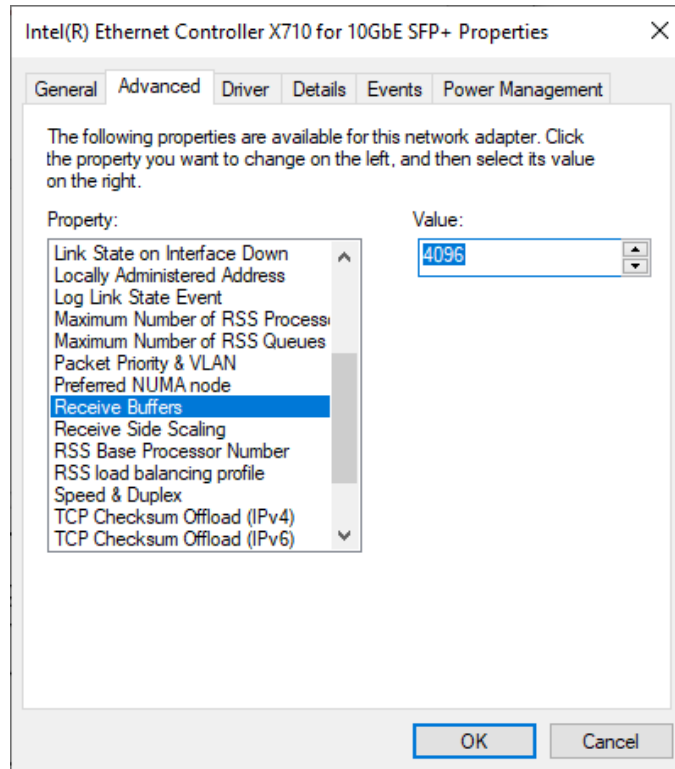 Intel(R) Ethernet Controller X710 for 10GbE SFP+ Properties
General Advanced Driver Details Events Power Management
The following properties are available for this network adapter. Click
the property you want to change on the left, and then select its value
on the right.
Property:
Value:
Link State on Interface Down
Locally Administered Address
Log Link State Event
Maximum Number of RSS Process
Maximum Number of RSS Queues
Packet Priority & VLAN
Preferred NUMA node
Receive Buffers
Receive Side Scaling
RSS Base Processor Number
RSS load balancing profile
Speed & Duplex
TCP Checksum Offload (IPv4)
TCP Checksum Offload (IPv6)
4096
OK
Cancel